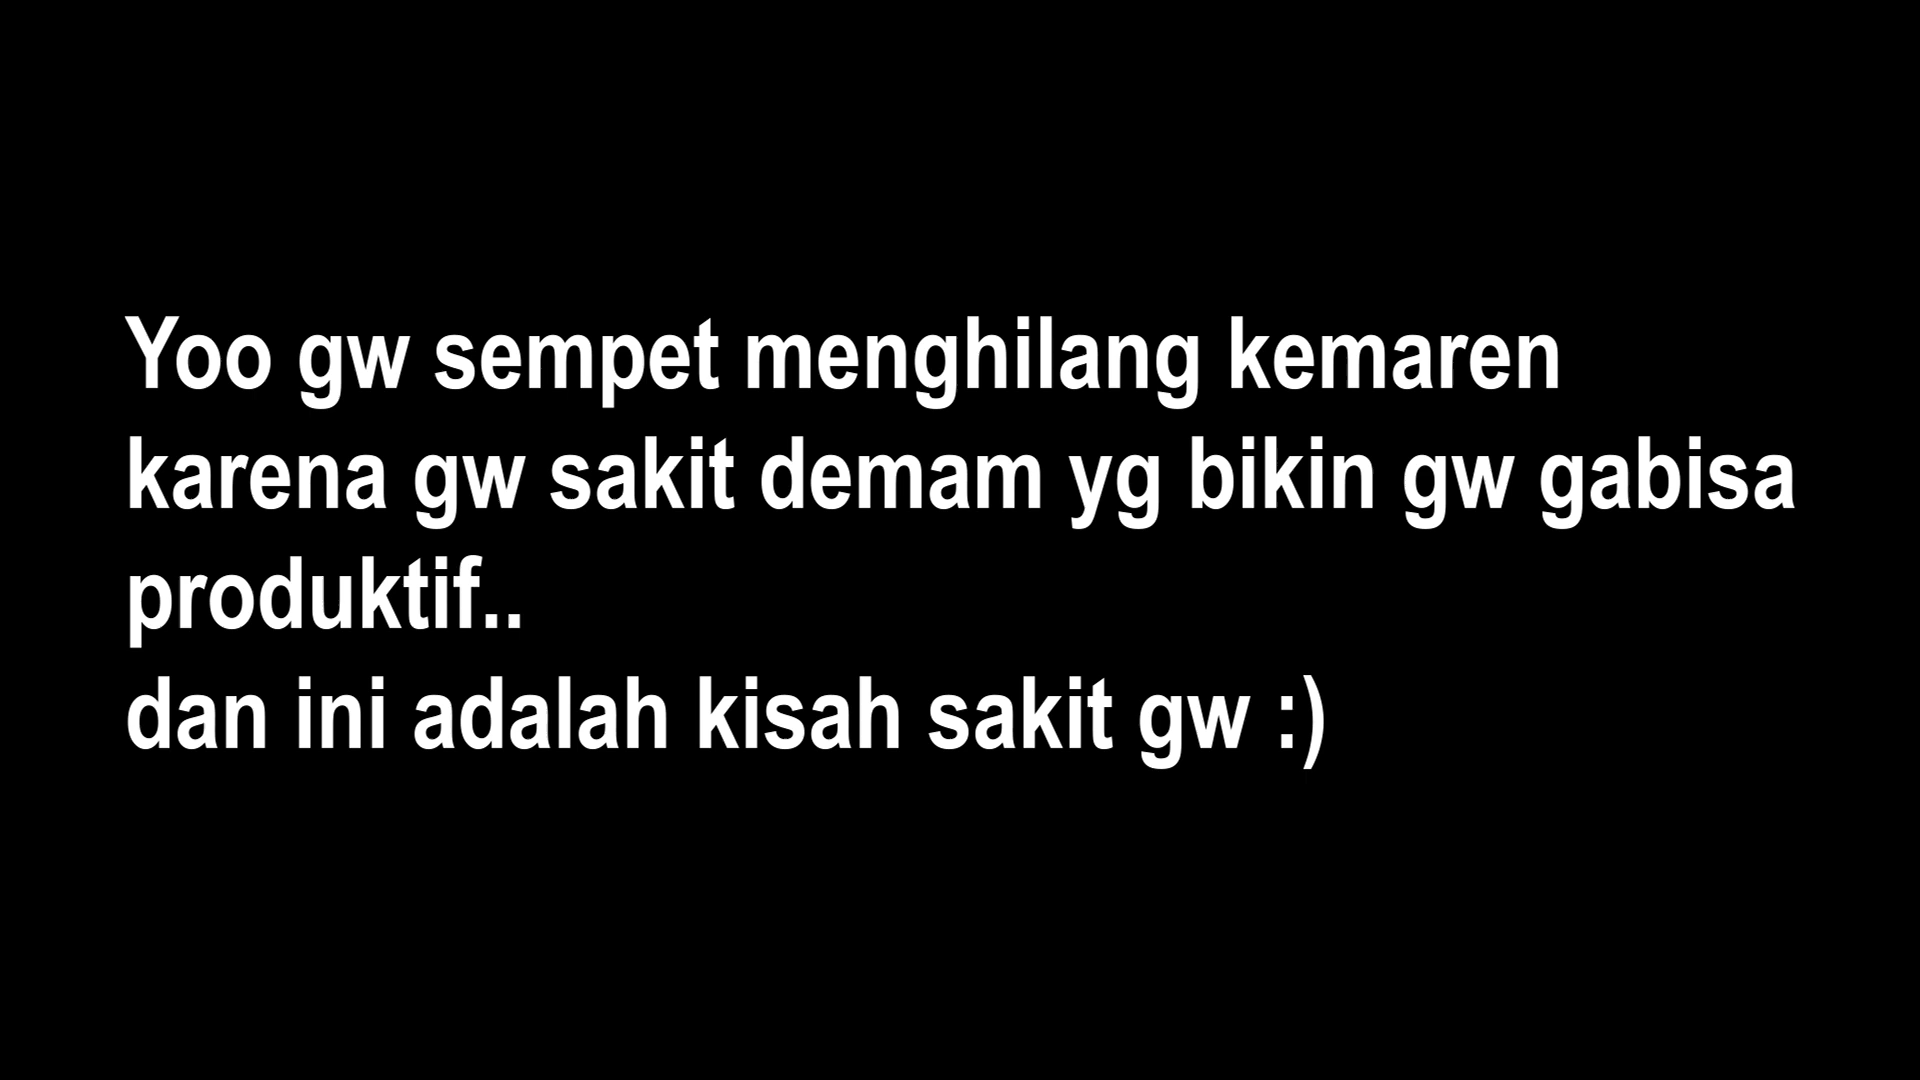 Yoo gw sempet menghilang kemaren
karena gw sakit demam yg bikin gw gabisa
produktif..
dan ini adalah kisah sakit gw :)